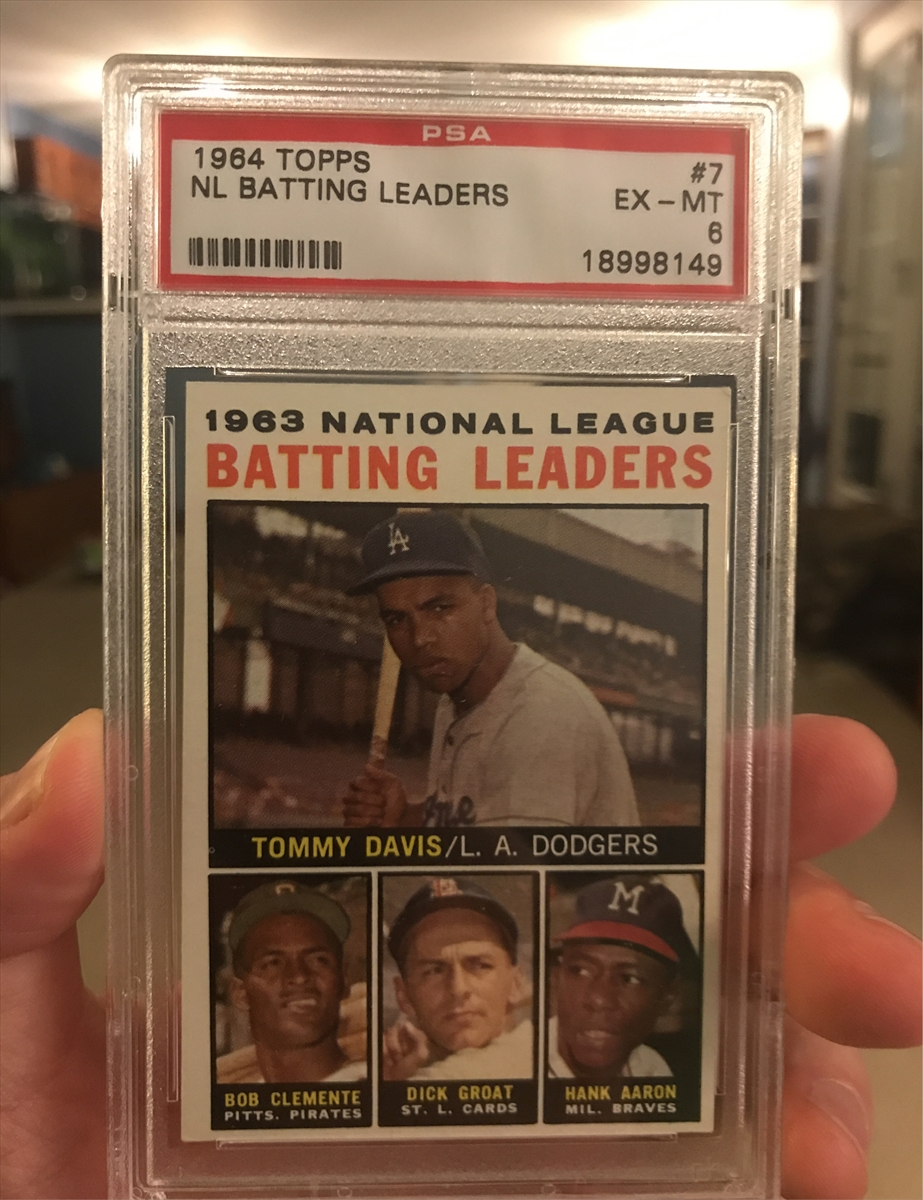 PSA
1964 TOPPS #7
NL BATTING LEADERS EX - MT
6
18998149
1963 NATIONAL LEAGUE
BATTING LEADERS
LA
TOMMY DAVIS/L. A. DODGERS
BOB CLEMENTE
PITTS. PIRATES
DICK GROAT
ST. L. CARDS
M
HANK AARON
MIL. BRAVES